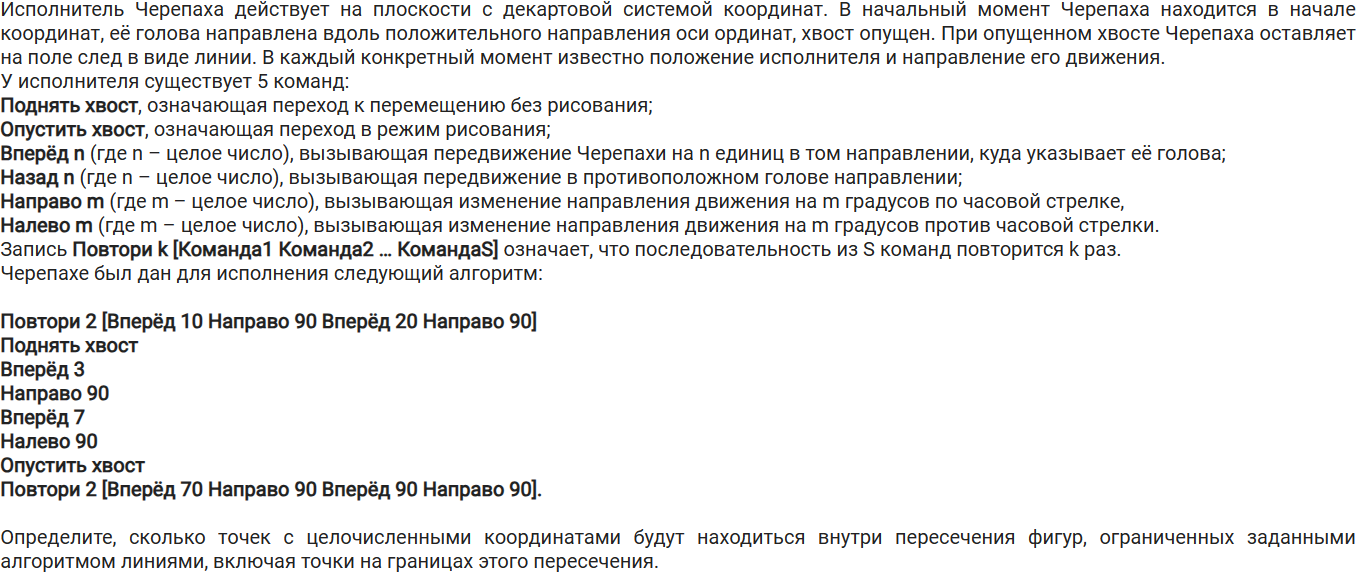 Исполнитель Черепаха действует на плоскости с декартовой системой координат. В начальный момент Черепаха находится в начале
координат, её голова направлена вдоль положительного направления оси ординат, хвост опущен. При опущенном хвосте Черепаха оставляет
на поле след в виде линии. В каждый конкретный момент известно положение исполнителя и направление его движения.
У исполнителя существует 5 команд:
Поднять хвост, означающая переход к перемещению без рисования;
Опустить хвост, означающая переход в режим рисования;
Вперёд n (где n – целое число), вызывающая передвижение Черепахи на n единиц в том направлении, куда указывает её голова;
Назад n (где n – целое число), вызывающая передвижение в противоположном голове направлении;
Направо m (где m – целое число), вызывающая изменение направления движения на m градусов по часовой стрелке,
Налево m (где m – целое число), вызывающая изменение направления движения на m градусов против часовой стрелки.
Запись Повтори k [Команда1 Команда2 … КомандаS] означает, что последовательность из S команд повторится k раз.
Черепахе был дан для исполнения следующий алгоритм:
Повтори 2 [Вперёд 10 Направо 90 Вперёд 20 Направо 90]
Поднять хвост
Вперёд 3
Направо 90
Вперёд 7
Налево 90
Опустить хвост
Повтори 2 [Вперёд 70 Направо 90 Вперёд 90 Направо 90].
Определите, сколько точек с целочисленными координатами будут находиться внутри пересечения фигур, ограниченных заданными
алгоритмом линиями, включая точки на границах этого пересечения.